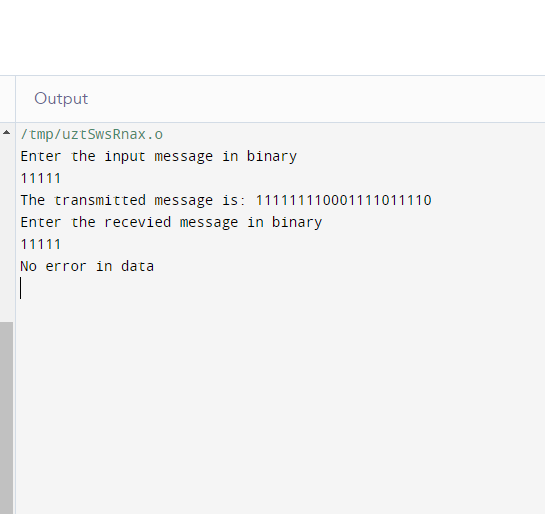 Output
/tmp/uztSwsRnax.o
Enter the input message in binary
11111
The transmitted message is: 111111110001111011110
Enter the recevied message in binary
11111
No error in data